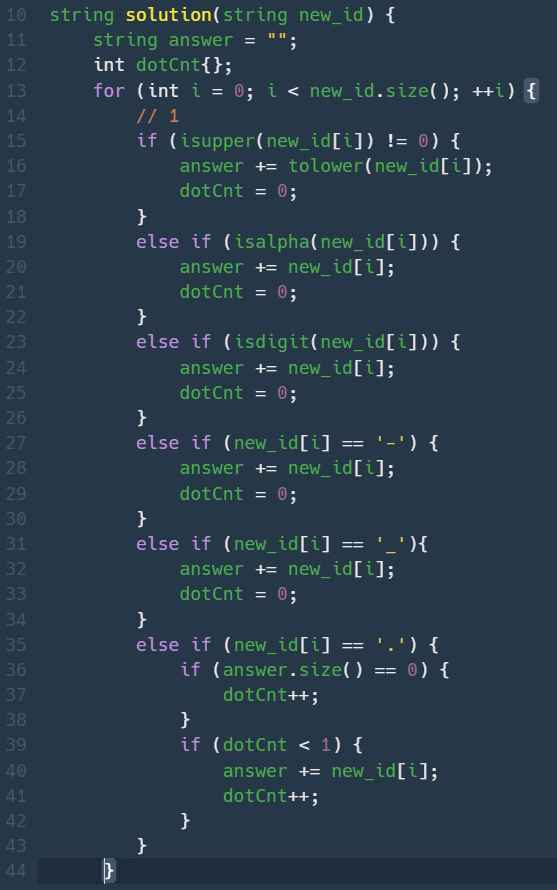 10 string solution(string new_id) {
11     string answer = "";
12     int dotCnt{};
13     for (int i = 0; i < new_id.size(); ++i) {
14         // 1
15         if (isupper(new_id[i]) != 0) {
16             answer += tolower(new_id[i]);
17             dotCnt = 0;
18         }
19         else if (isalpha(new_id[i])) {
20             answer += new_id[i];
21             dotCnt = 0;
22         }
23         else if (isdigit(new_id[i])) {
24             answer += new_id[i];
25             dotCnt = 0;
26         }
27         else if (new_id[i] == '-') {
28             answer += new_id[i];
29             dotCnt = 0;
30         }
31         else if (new_id[i] == '_'){
32             answer += new_id[i];
33             dotCnt = 0;
34         }
35         else if (new_id[i] == '.') {
36             if (answer.size() == 0) {
37                 dotCnt++;
38             }
39             if (dotCnt < 1) {
40                 answer += new_id[i];
41                 dotCnt++;
42             }
43         }
44      }